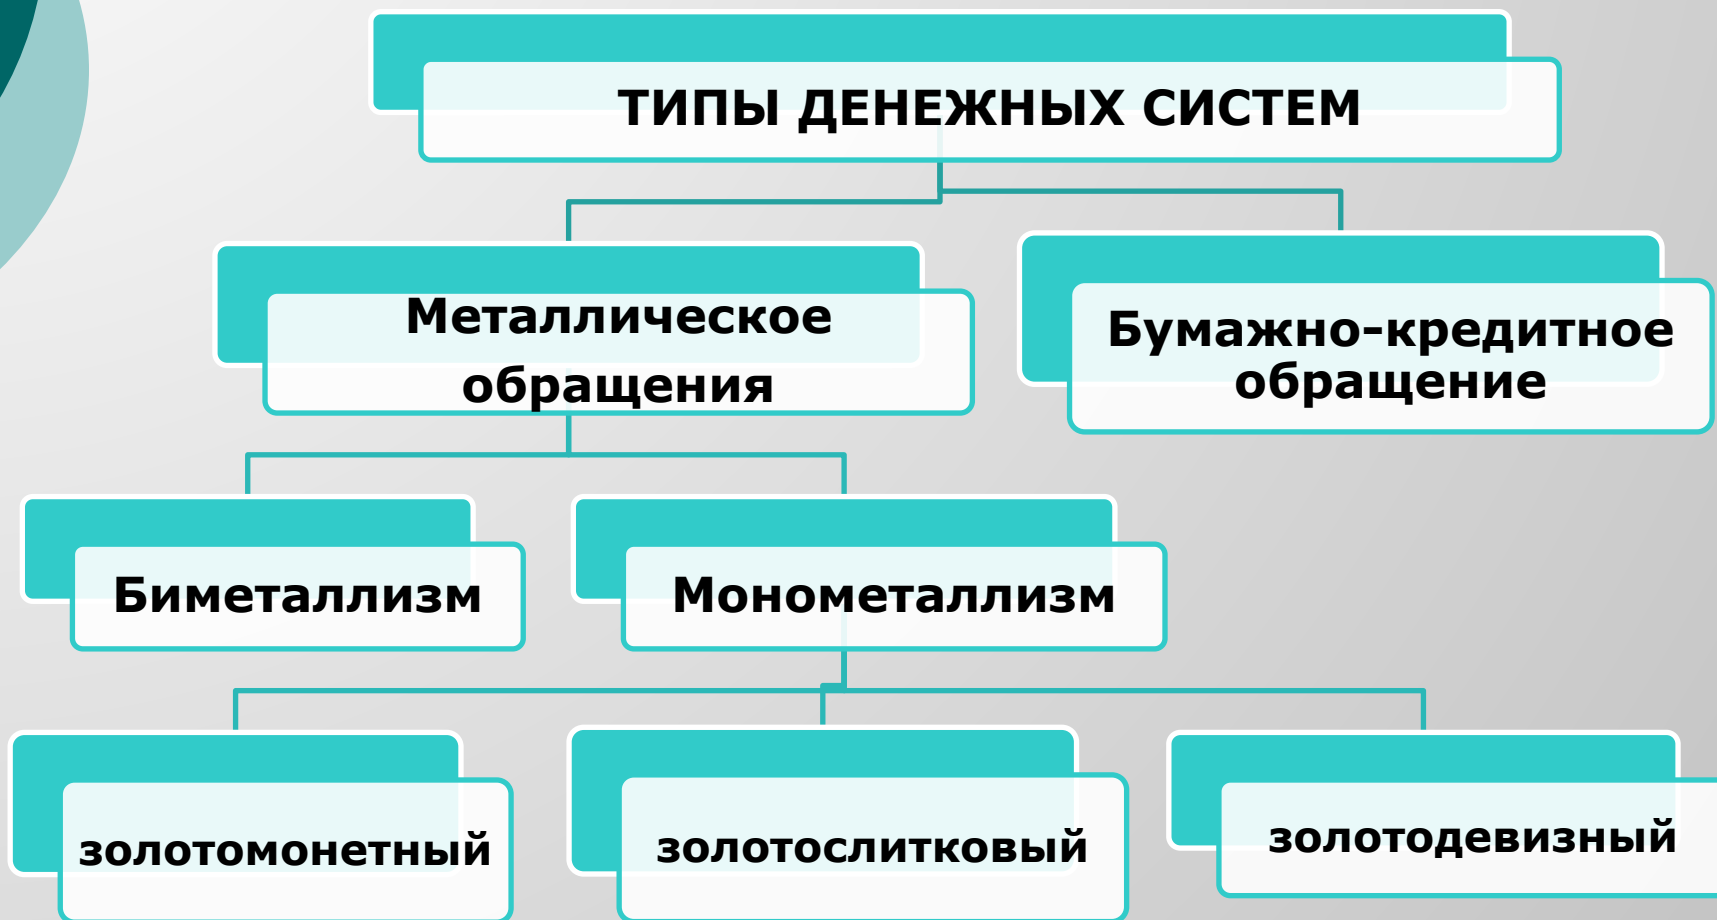 ТИПЫ ДЕНЕЖНЫХ СИСТЕМ
Металлическое
обращения
Бумажно-кредитное
обращение
Биметаллизм
Монометаллизм
золотомонетный
золотослитковый
золотодевизный